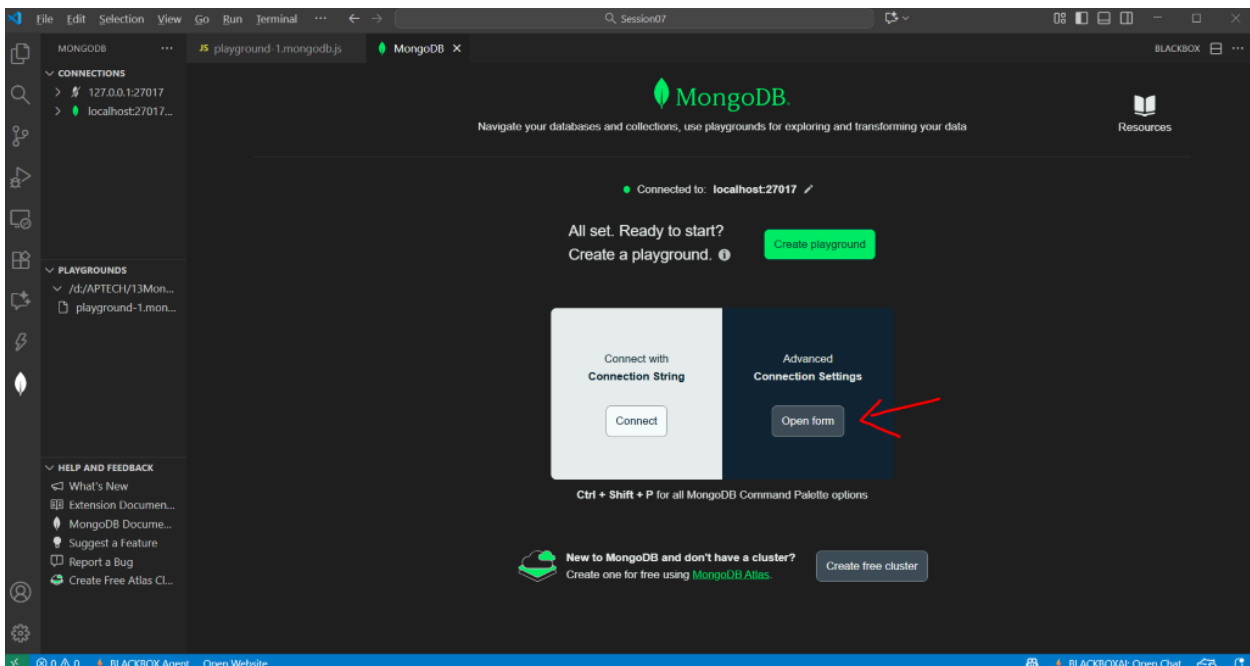 File Edit Selection View Go Run Terminal ··· Session07
MONGODB ···
CONNECTIONS
127.0.0.1:27017
localhost:27017...
PLAYGROUNDS
/d:/APTECH/13Mon...
playground-1.mon...
HELP AND FEEDBACK
What's New
Extension Documen...
MongoDB Docume...
Suggest a Feature
Report a Bug
Create Free Atlas Cl...
JS playground-1.mongodb.js MongoDB BLACKBOX ···
MongoDB.
Navigate your databases and collections, use playgrounds for exploring and transforming your data
Resources
Connected to: localhost:27017
All set. Ready to start?
Create a playground.
Create playground
Connect with
Connection String
Connect
Advanced
Connection Settings
Open form
Ctrl + Shift + P for all MongoDB Command Palette options
New to MongoDB and don't have a cluster?
Create one for free using MongoDB Atlas.
Create free cluster
0 0 BLACKBOX Agent Open Website BLACKBOXAI: Open Chat